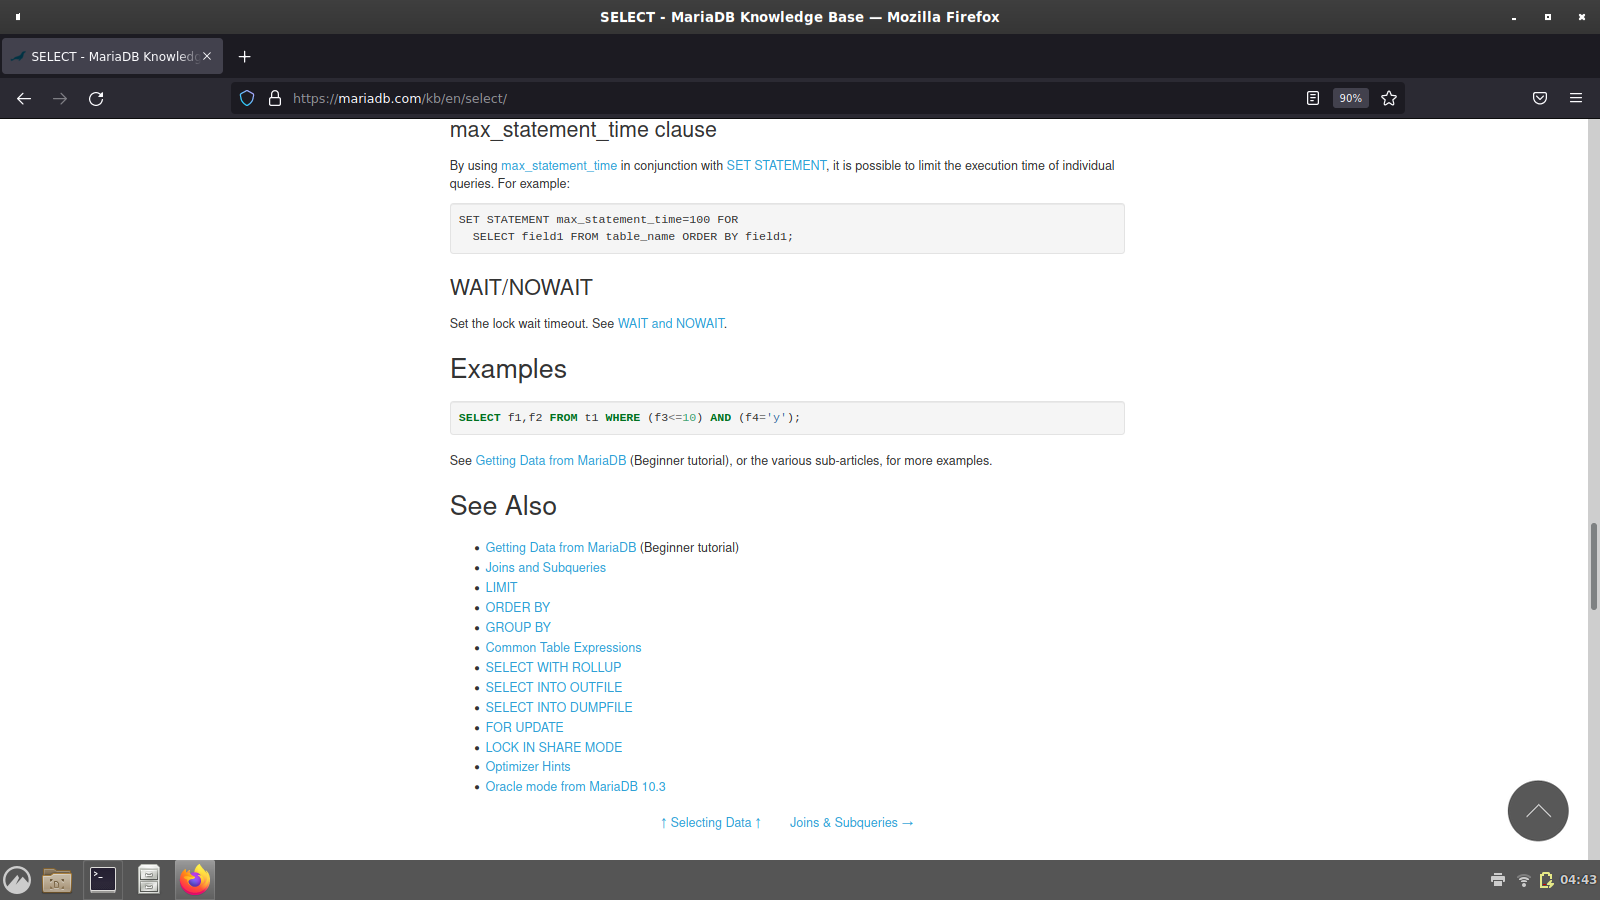 SELECT - MariaDB Knowledge Base — Mozilla Firefox
SELECT - MariaDB Knowledg
https://mariadb.com/kb/en/select/
90%
max_statement_time clause
By using max_statement_time in conjunction with SET STATEMENT, it is possible to limit the execution time of individual
queries. For example:
SET STATEMENT max_statement_time=100 FOR
SELECT field1 FROM table_name ORDER BY field1;
WAIT/NOWAIT
Set the lock wait timeout. See WAIT and NOWAIT.
Examples
SELECT f1,f2 FROM t1 WHERE (f3<=10) AND (f4='y');
See Getting Data from MariaDB (Beginner tutorial), or the various sub-articles, for more examples.
See Also
• Getting Data from MariaDB (Beginner tutorial)
• Joins and Subqueries
• LIMIT
• ORDER BY
• GROUP BY
• Common Table Expressions
• SELECT WITH ROLLUP
• SELECT INTO OUTFILE
• SELECT INTO DUMPFILE
• FOR UPDATE
• LOCK IN SHARE MODE
• Optimizer Hints
• Oracle mode from MariaDB 10.3
↑ Selecting Data ↑ Joins & Subqueries →
04:43